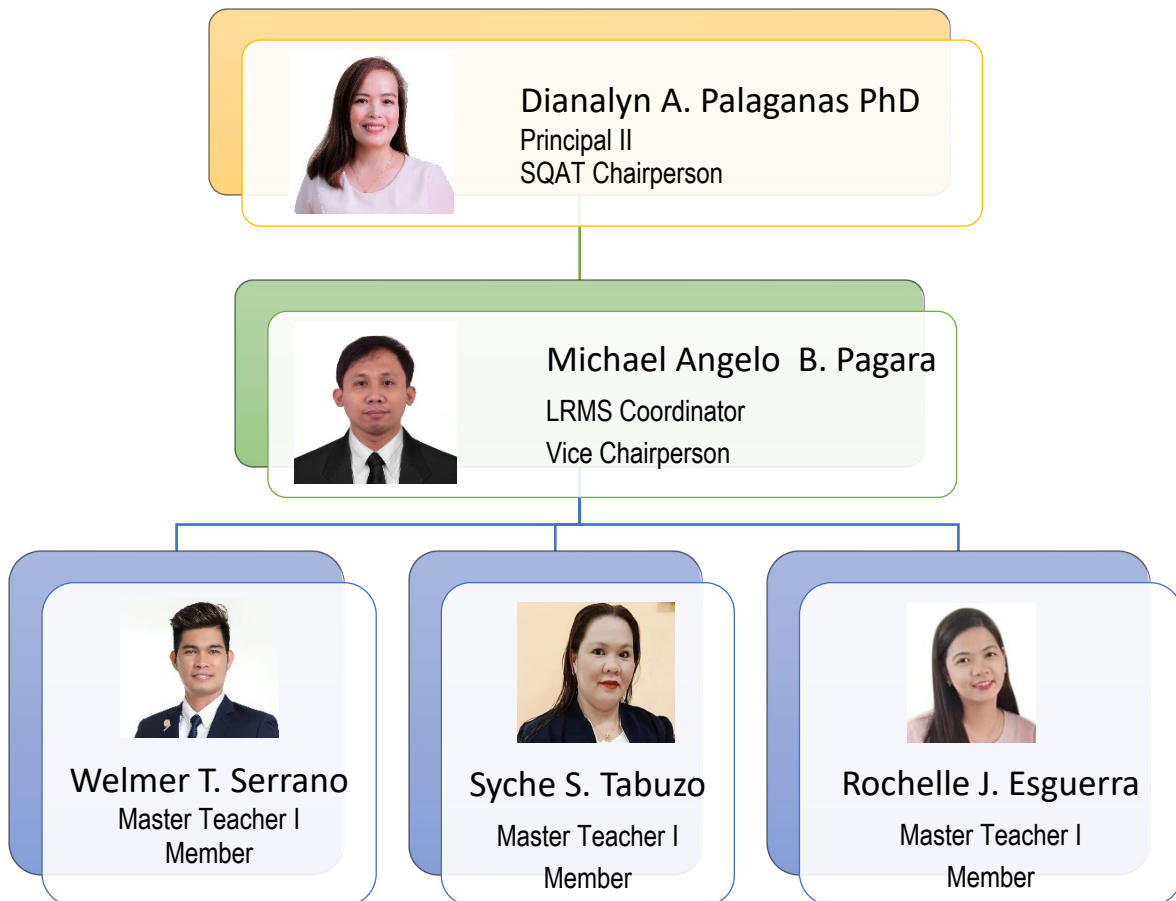 Dianalyn A. Palaganas PhD
Principal II
SQAT Chairperson
Michael Angelo  B. Pagara
LRMS Coordinator
Vice Chairperson
Welmer T. Serrano
Master Teacher I
Member
Syche S. Tabuzo
Master Teacher I
Member
Rochelle J. Esguerra
Master Teacher I
Member